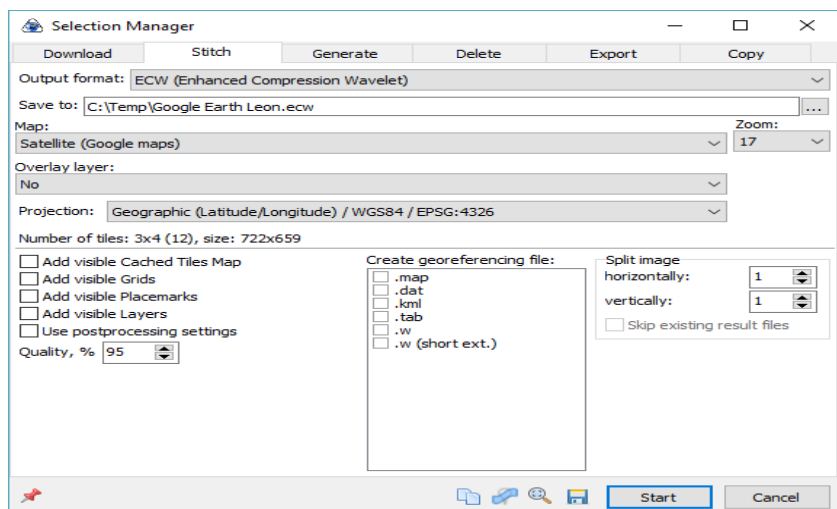 Selection Manager
Download Stitch Generate Delete Export Copy
Output format: ECW (Enhanced Compression Wavelet)
Save to: C:\Temp\Google Earth Leon.ecw ...
Map: Zoom:
Satellite (Google maps) 17
Overlay layer:
No
Projection: Geographic (Latitude/Longitude) / WGS84 / EPSG:4326
Number of tiles: 3x4 (12), size: 722x659
Add visible Cached Tiles Map
Add visible Grids
Add visible Placemarks
Add visible Layers
Use postprocessing settings
Quality, % 95
Create georeferencing file:
.map
.dat
.kml
.tab
.w
.w (short ext.)
Split image
horizontally: 1
vertically: 1
Skip existing result files
Start Cancel